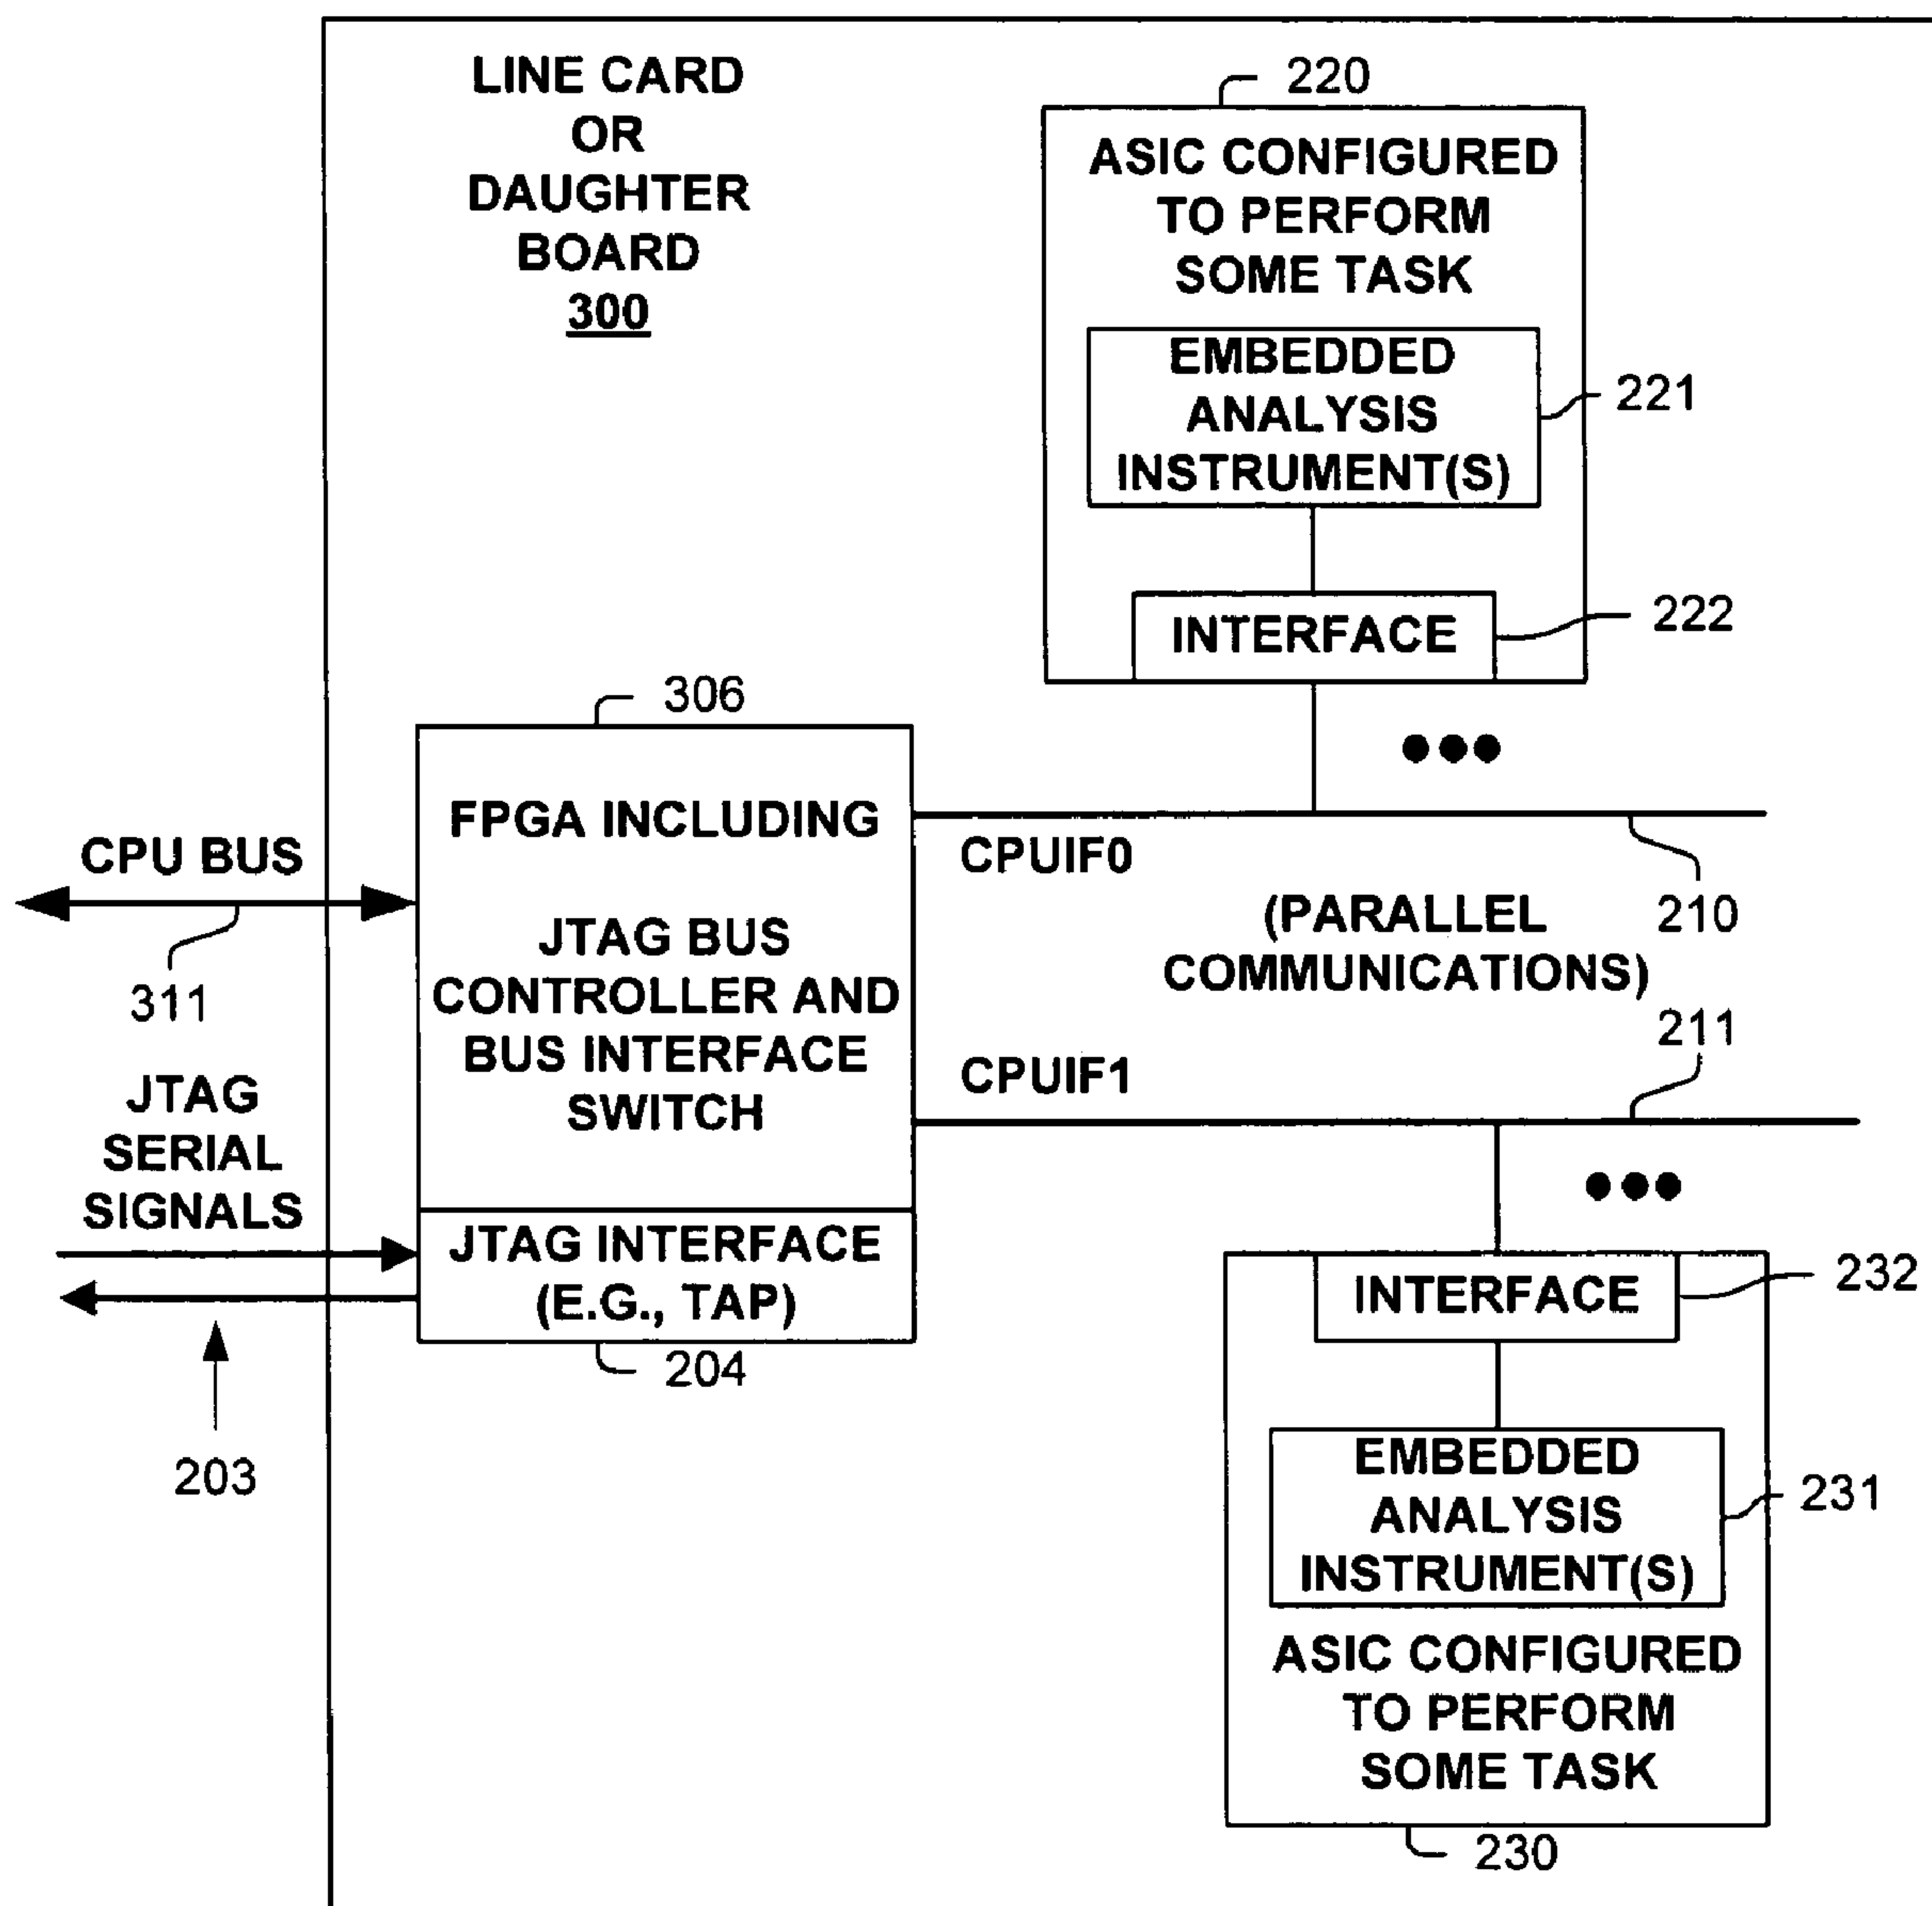 LINE CARD
OR
DAUGHTER
BOARD
300
220
ASIC CONFIGURED
TO PERFORM
SOME TASK
EMBEDDED
ANALYSIS
INSTRUMENT(S)
221
INTERFACE
222
306
FPGA INCLUDING
JTAG BUS
CONTROLLER AND
BUS INTERFACE
SWITCH
CPU BUS
311
JTAG
SERIAL
SIGNALS
203
JTAG INTERFACE
(E.G., TAP)
204
CPUIF0
210
(PARALLEL
COMMUNICATIONS)
211
CPUIF1
INTERFACE
232
EMBEDDED
ANALYSIS
INSTRUMENT(S)
231
ASIC CONFIGURED
TO PERFORM
SOME TASK
230